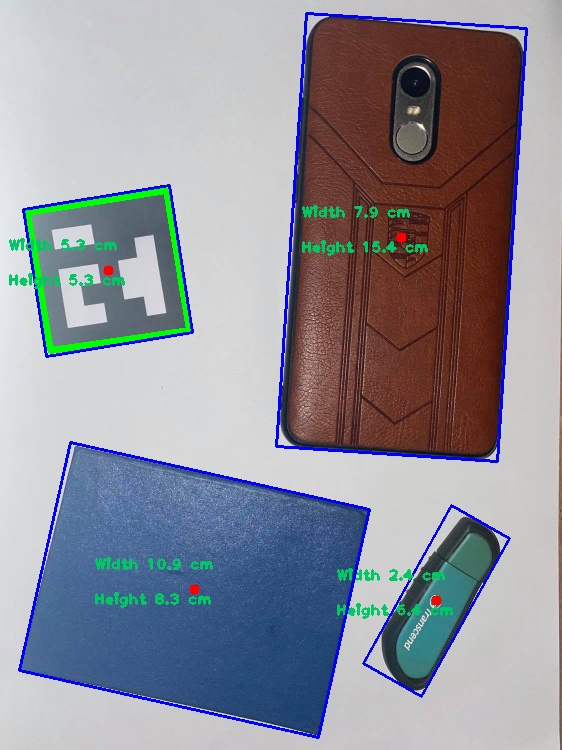 Width 7.9 cm
Height 15.4 cm
Width 5.3 cm
Height 5.3 cm
Width 10.9 cm
Height 8.3 cm
Width 2.4 cm
Height 6.4 cm
Transcend